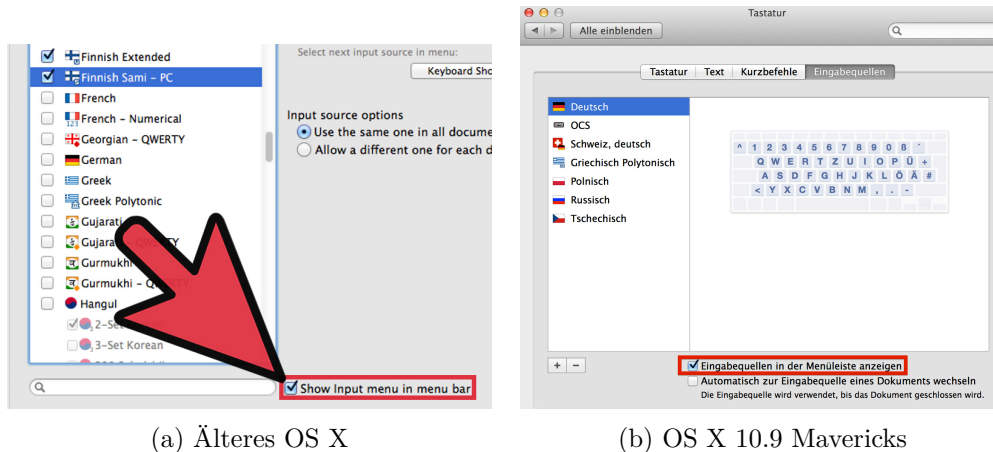 Finnish Extended
Finnish Sami – PC
French
French – Numerical
Georgian – QWERTY
German
Greek
Greek Polytonic
Gujarati
Gurmukhi
Gurmukhi –
Hangul
2–Set
3–Set Korean
Select next input source in menu:
Keyboard Sho
Input source options
Use the same one in all docume
Allow a different one for each d
Show Input menu in menu bar
(a) Älteres OS X
Tastatur
Alle einblenden
Tastatur Text Kurzbefehle Eingabequellen
Deutsch
OCS
Schweiz, deutsch
Griechisch Polytonisch
Polnisch
Russisch
Tschechisch
^ 1 2 3 4 5 6 7 8 9 0 ß ´
Q W E R T Z U I O P Ü +
A S D F G H J K L Ö Ä #
< Y X C V B N M , . -
+ −
Eingabequellen in der Menüleiste anzeigen
Automatisch zur Eingabequelle eines Dokuments wechseln
Die Eingabequelle wird verwendet, bis das Dokument geschlossen wird.
(b) OS X 10.9 Mavericks